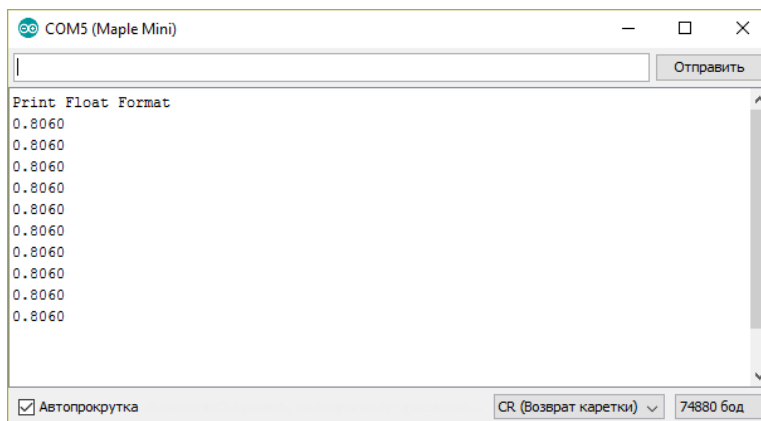 COM5 (Maple Mini)
Отправить
Print Float Format
0.8060
0.8060
0.8060
0.8060
0.8060
0.8060
0.8060
0.8060
0.8060
0.8060
Автопрокрутка
CR (Возврат каретки)
74880 бод